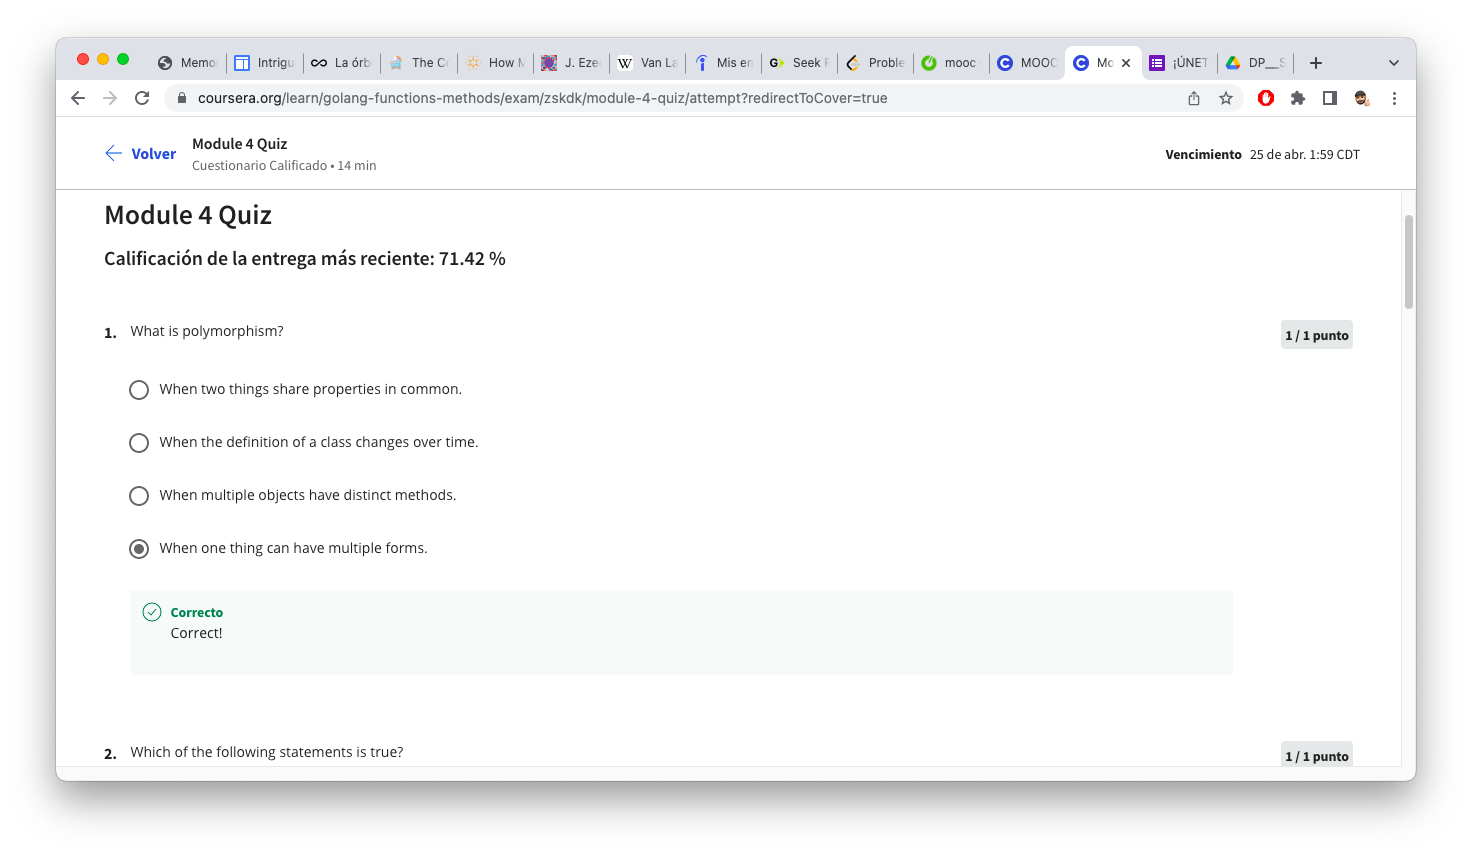 Memo
Intrigu
La órb
The Co
How M
J. Eze
Van La
Mis en
Seek
Proble
mooc
MOOC
Mo
¡ÚNET
DP__S
coursera.org/learn/golang-functions-methods/exam/zskdk/module-4-quiz/attempt?redirectToCover=true
Volver
Module 4 Quiz
Cuestionario Calificado • 14 min
Vencimiento 25 de abr. 1:59 CDT
Module 4 Quiz
Calificación de la entrega más reciente: 71.42 %
1. What is polymorphism?
1 / 1 punto
When two things share properties in common.
When the definition of a class changes over time.
When multiple objects have distinct methods.
When one thing can have multiple forms.
Correcto
Correct!
2. Which of the following statements is true?
1 / 1 punto